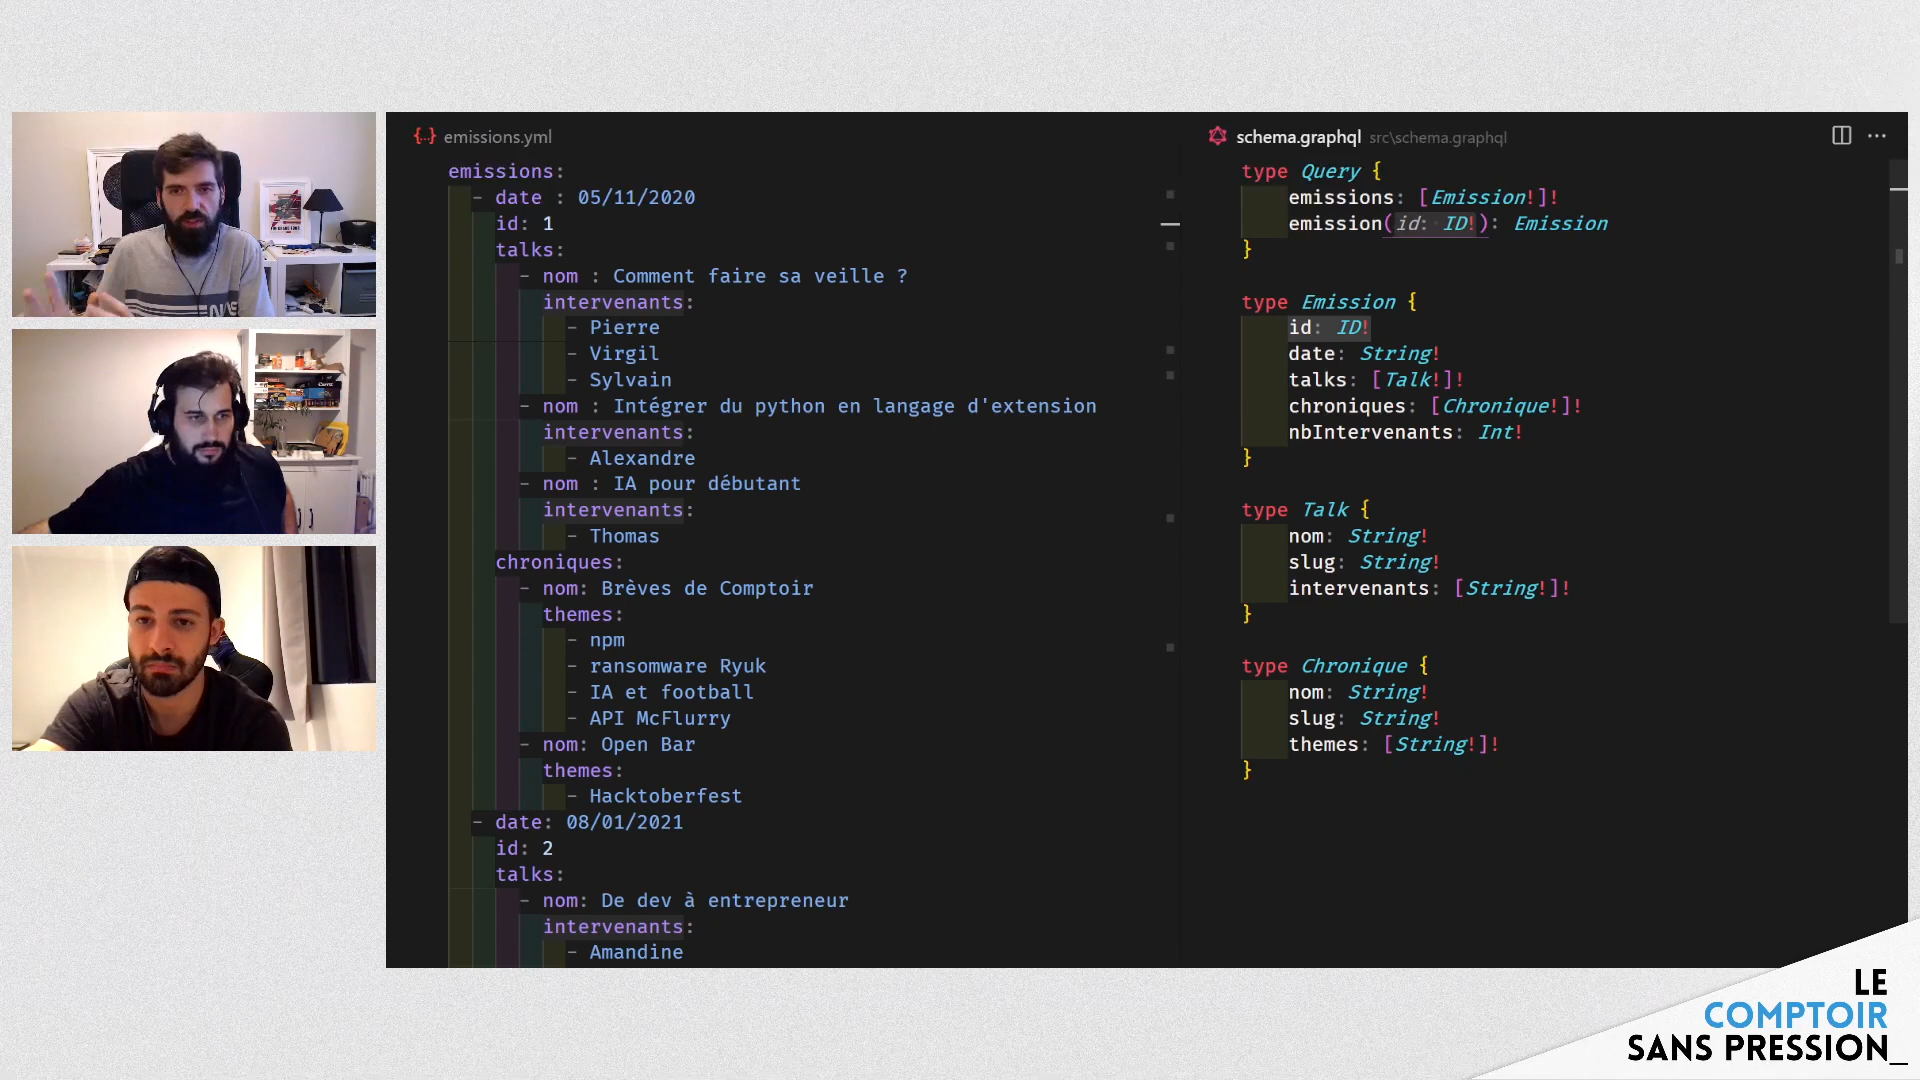 emissions.yml
emissions:
- date : 05/11/2020
id: 1
talks:
- nom : Comment faire sa veille ?
intervenants:
- Pierre
- Virgil
- Sylvain
- nom : Intégrer du python en langage d'extension
intervenants:
- Alexandre
- nom : IA pour débutant
intervenants:
- Thomas
chroniques:
- nom: Brèves de Comptoir
themes:
- npm
- ransomware Ryuk
- IA et football
- API McFlurry
- nom: Open Bar
themes:
- Hacktoberfest
- date: 08/01/2021
id: 2
talks:
- nom: De dev à entrepreneur
intervenants:
- Amandine
schema.graphql src\schema.graphql
type Query {
emissions: [Emission!]!
emission(id: ID!): Emission
}
type Emission {
id: ID!
date: String!
talks: [Talk!]!
chroniques: [Chronique!]!
nbIntervenants: Int!
}
type Talk {
nom: String!
slug: String!
intervenants: [String!]!
}
type Chronique {
nom: String!
slug: String!
themes: [String!]!
}
LE
COMPTOIR
SANS PRESSION_